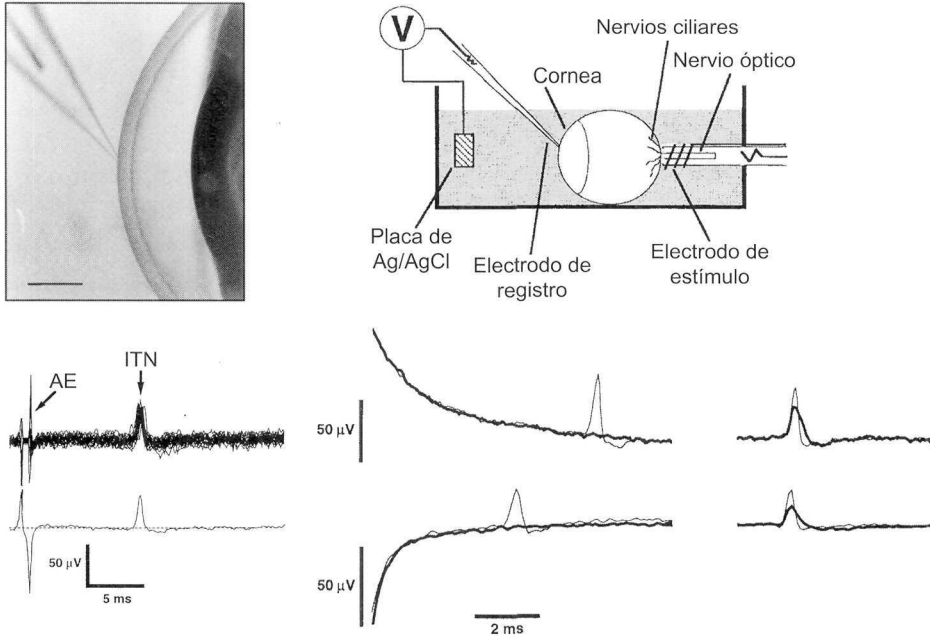 V
Nervios ciliares
Nervio óptico
Cornea
Placa de
Ag/AgCl
Electrodo de
registro
Electrodo de
estímulo
AE
ITN
50 µV
5 ms
50 µV
50 µV
2 ms